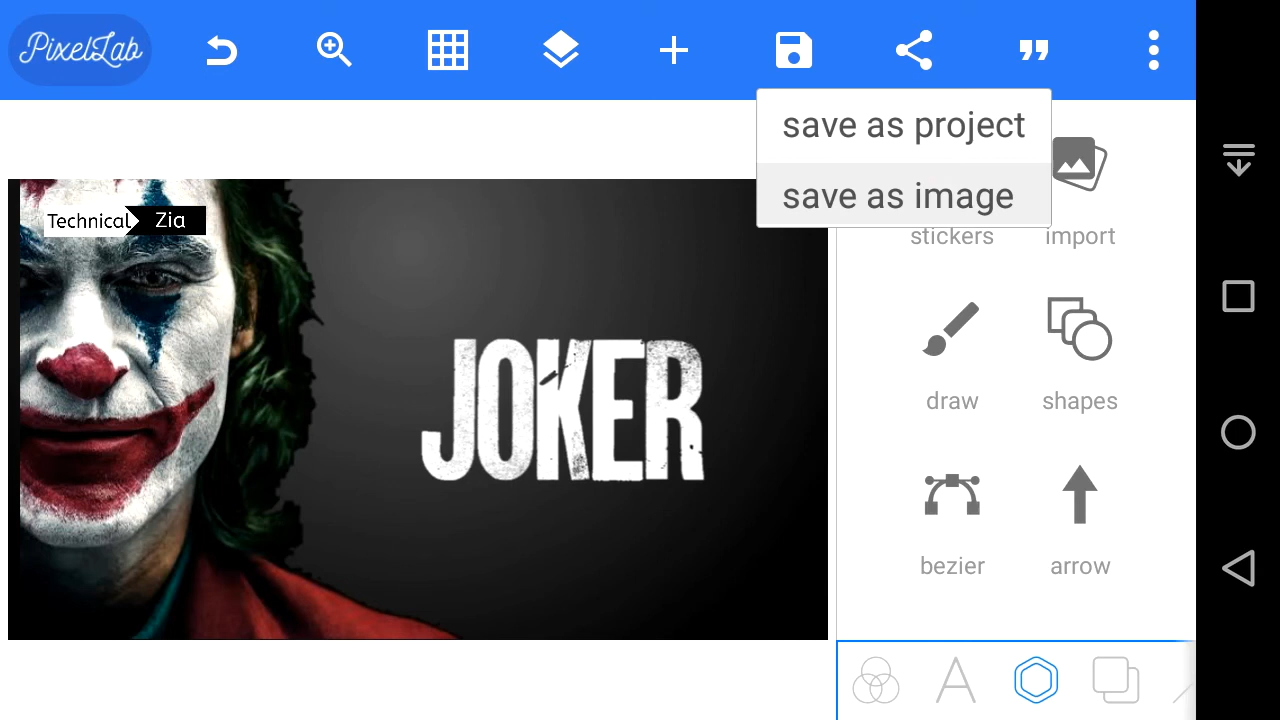 PixelLab
save as project
save as image
stickers import
Technical Zia
draw shapes
JOKER
bezier arrow